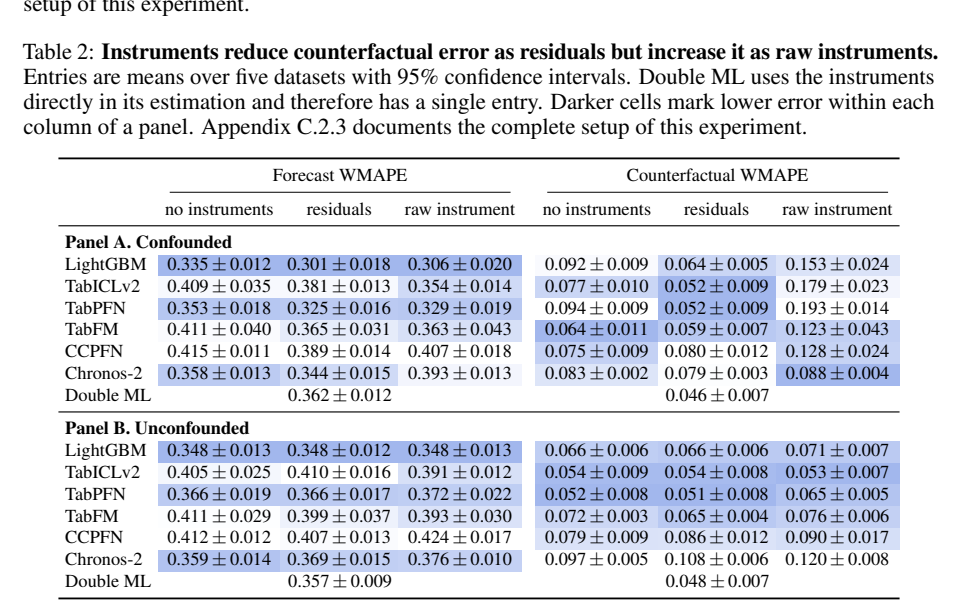 setup of this experiment.
Table 2: Instruments reduce counterfactual error as residuals but increase it as raw instruments.
Entries are means over five datasets with 95% confidence intervals. Double ML uses the instruments
directly in its estimation and therefore has a single entry. Darker cells mark lower error within each
column of a panel. Appendix C.2.3 documents the complete setup of this experiment.
Forecast WMAPE Counterfactual WMAPE
no instruments residuals raw instrument no instruments residuals raw instrument
Panel A. Confounded
LightGBM 0.335 ± 0.012 0.301 ± 0.018 0.306 ± 0.020 0.092 ± 0.009 0.064 ± 0.005 0.153 ± 0.024
TabICLv2 0.409 ± 0.035 0.381 ± 0.013 0.354 ± 0.014 0.077 ± 0.010 0.052 ± 0.009 0.179 ± 0.023
TabPFN 0.353 ± 0.018 0.325 ± 0.016 0.329 ± 0.019 0.094 ± 0.009 0.052 ± 0.009 0.193 ± 0.014
TabFM 0.411 ± 0.040 0.365 ± 0.031 0.363 ± 0.043 0.064 ± 0.011 0.059 ± 0.007 0.123 ± 0.043
CCPFN 0.415 ± 0.011 0.389 ± 0.014 0.407 ± 0.018 0.075 ± 0.009 0.080 ± 0.012 0.128 ± 0.024
Chronos-2 0.358 ± 0.013 0.344 ± 0.015 0.393 ± 0.013 0.083 ± 0.002 0.079 ± 0.003 0.088 ± 0.004
Double ML 0.362 ± 0.012 0.046 ± 0.007
Panel B. Unconfounded
LightGBM 0.348 ± 0.013 0.348 ± 0.012 0.348 ± 0.013 0.066 ± 0.006 0.066 ± 0.006 0.071 ± 0.007
TabICLv2 0.405 ± 0.025 0.410 ± 0.016 0.391 ± 0.012 0.054 ± 0.009 0.054 ± 0.008 0.053 ± 0.007
TabPFN 0.366 ± 0.019 0.366 ± 0.017 0.372 ± 0.022 0.052 ± 0.008 0.051 ± 0.008 0.065 ± 0.005
TabFM 0.411 ± 0.029 0.399 ± 0.037 0.393 ± 0.030 0.072 ± 0.003 0.065 ± 0.004 0.076 ± 0.006
CCPFN 0.412 ± 0.012 0.407 ± 0.013 0.424 ± 0.017 0.079 ± 0.009 0.086 ± 0.012 0.090 ± 0.017
Chronos-2 0.359 ± 0.014 0.369 ± 0.015 0.376 ± 0.010 0.097 ± 0.005 0.108 ± 0.006 0.120 ± 0.008
Double ML 0.357 ± 0.009 0.048 ± 0.007